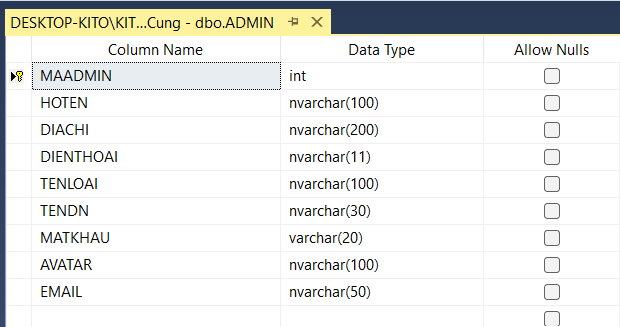 DESKTOP-KITO\KIT...Cung - dbo.ADMIN
Column Name Data Type Allow Nulls
MAADMIN int
HOTEN nvarchar(100)
DIACHI nvarchar(200)
DIENTHOAI nvarchar(11)
TENLOAI nvarchar(100)
TENDN nvarchar(30)
MATKHAU varchar(20)
AVATAR nvarchar(100)
EMAIL nvarchar(50)